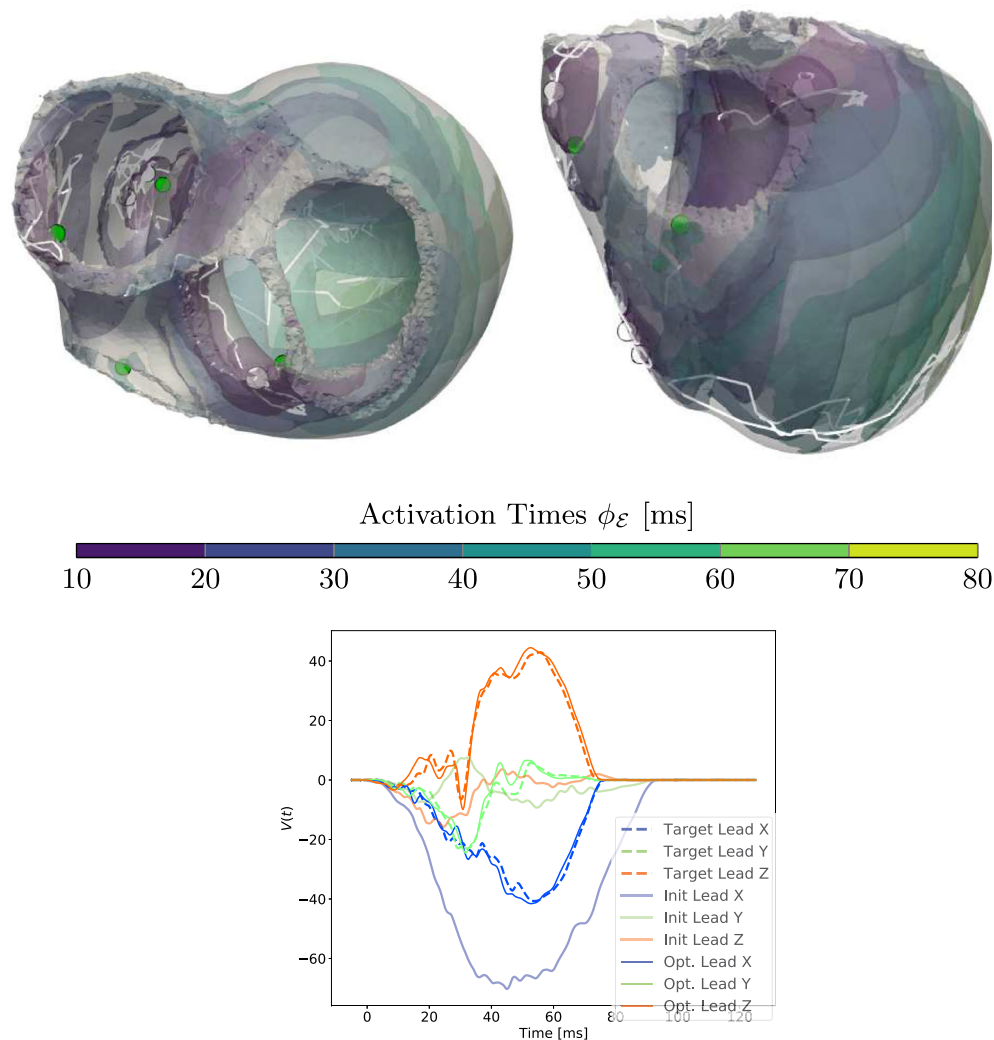 Activation Times ϕ_ℰ [ms]
10 20 30 40 50 60 70 80
40
20
0
−20
−40
−60
V(t)
Target Lead X
Target Lead Y
Target Lead Z
Init Lead X
Init Lead Y
Init Lead Z
Opt. Lead X
Opt. Lead Y
Opt. Lead Z
0 20 40 60 80 100 120
Time [ms]